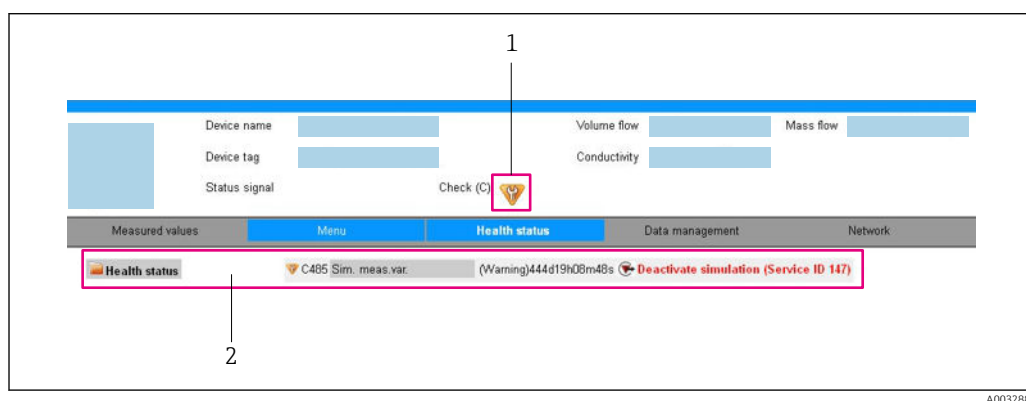 1
Device name
Volume flow
Mass flow
Device tag
Conductivity
Status signal
Check (C)
Measured values
Menu
Health status
Data management
Network
Health status
C485 Sim. meas.var.
(Warning)444d19h08m48s
Deactivate simulation (Service ID 147)
2